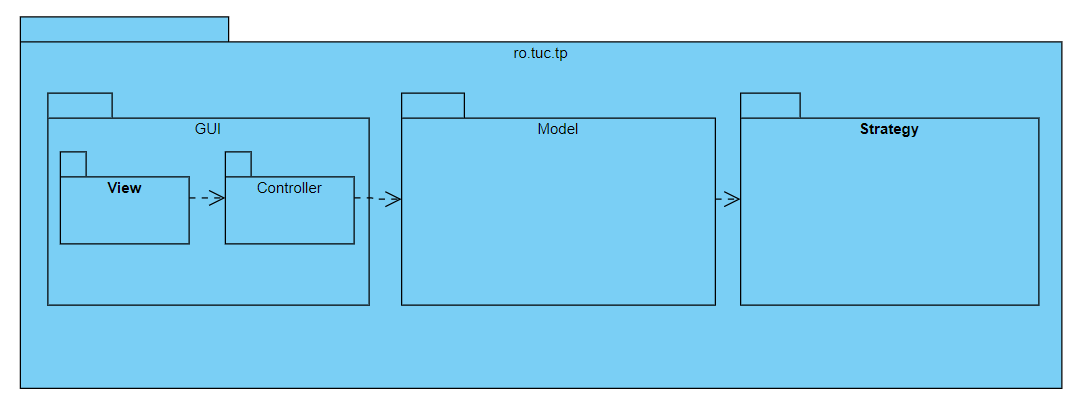 ro.tuc.tp
GUI
Model
Strategy
View
Controller